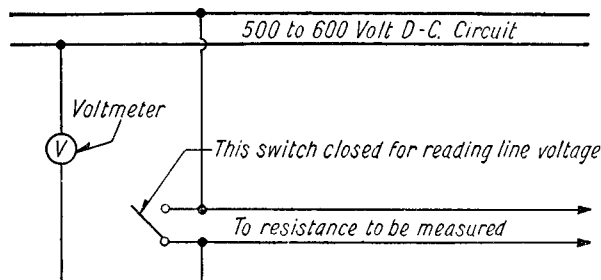 500 to 600 Volt D-C. Circuit
Voltmeter
V
This switch closed for reading line voltage
To resistance to be measured